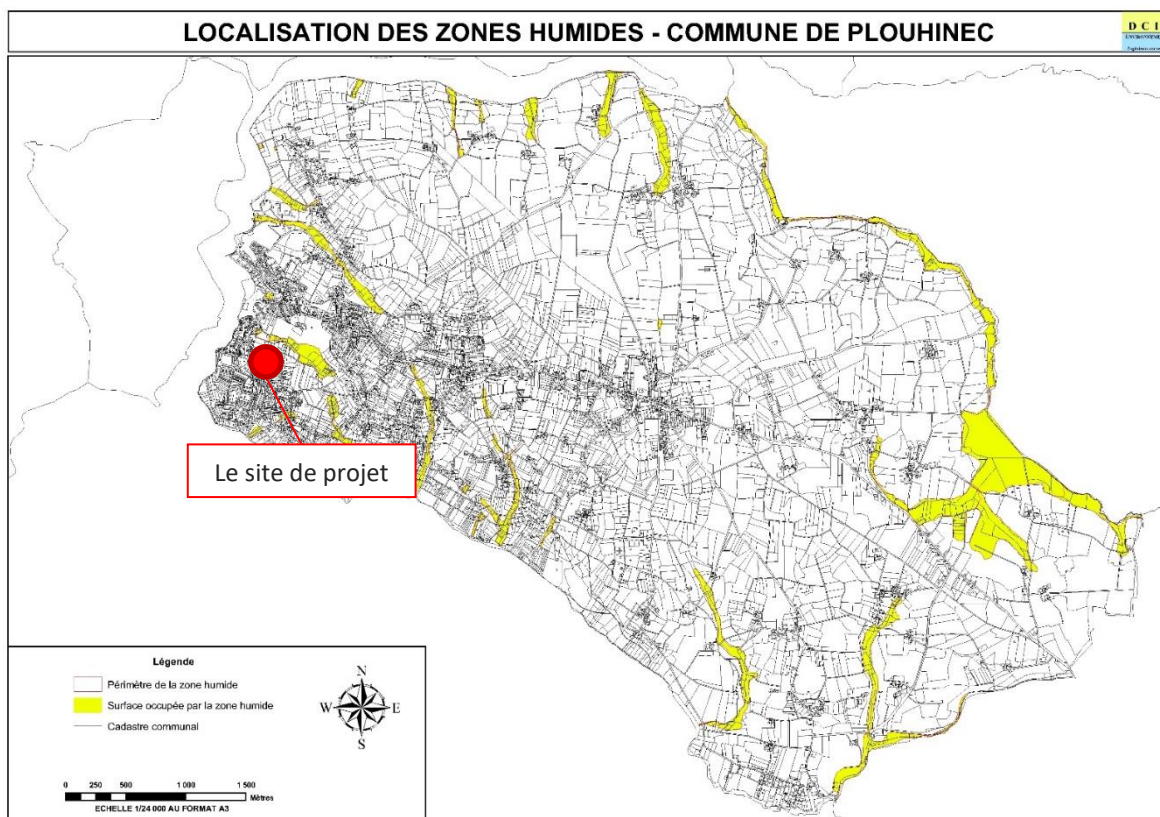 LOCALISATION DES ZONES HUMIDES - COMMUNE DE PLOUHINEC
D C I
Le site de projet
Légende
Périmètre de la zone humide
Surface occupée par la zone humide
Cadastre communal
N
W E
S
0 250 500 1 000 1 500
Mètres
ECHELLE 1/24 000 AU FORMAT A3